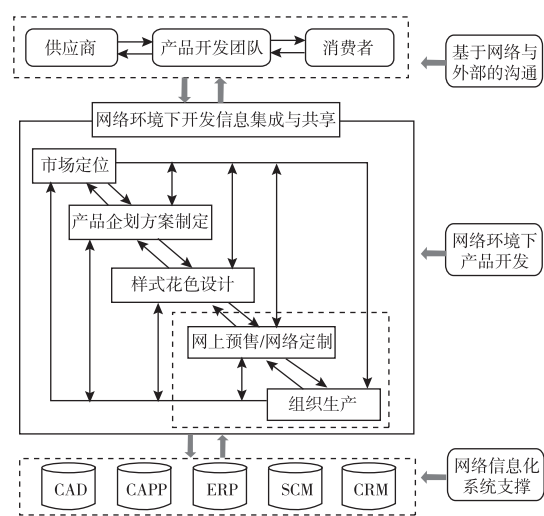 供应商
产品开发团队
消费者
基于网络与
外部的沟通
网络环境下开发信息集成与共享
市场定位
产品企划方案制定
样式花色设计
网上预售/网络定制
组织生产
网络环境下
产品开发
CAD
CAPP
ERP
SCM
CRM
网络信息化
系统支撑